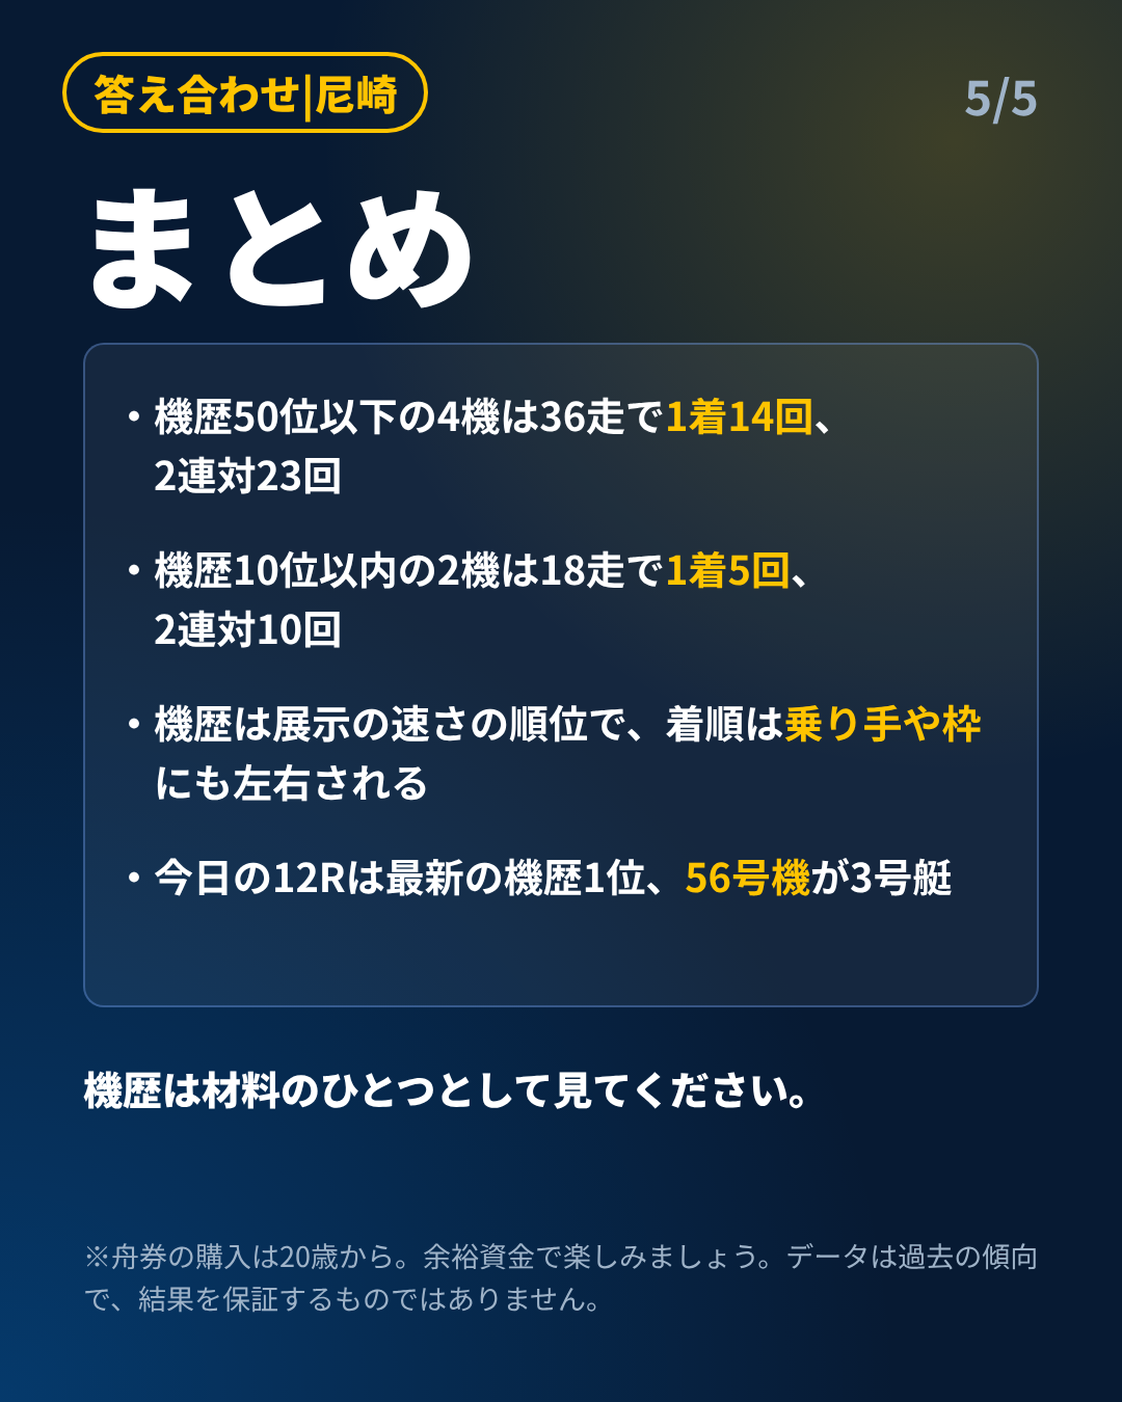 答え合わせ|尼崎
5/5
まとめ
・機歴50位以下の4機は36走で1着14回、
2連対23回
・機歴10位以内の2機は18走で1着5回、
2連対10回
・機歴は展示の速さの順位で、着順は乗り手や枠
にも左右される
・今日の12Rは最新の機歴1位、56号機が3号艇
機歴は材料のひとつとして見てください。
※舟券の購入は20歳から。余裕資金で楽しみましょう。データは過去の傾向
で、結果を保証するものではありません。